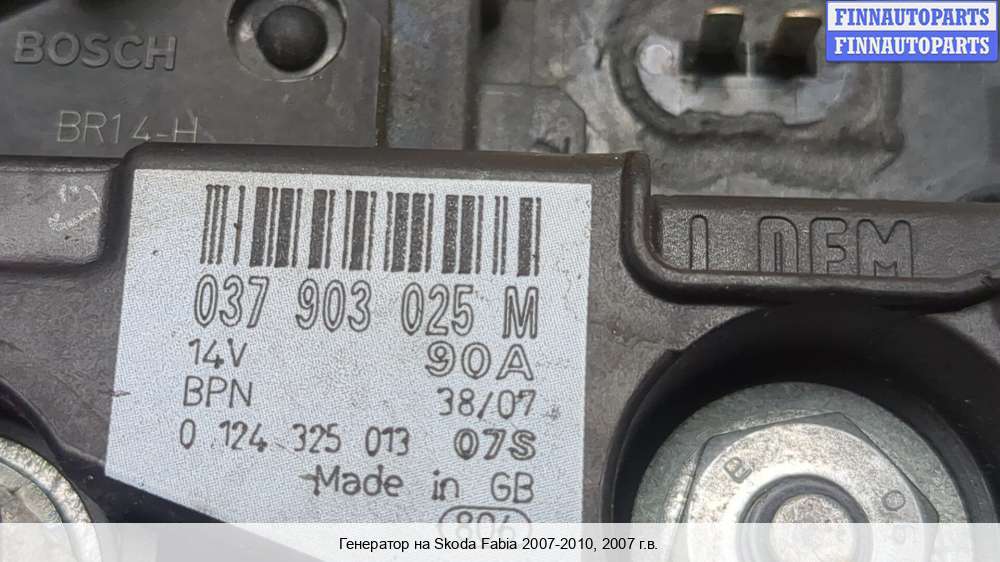 FINNAUTOPARTS
FINNAUTOPARTS
BOSCH
BR14-H
037 903 025 M
14V 90A
BPN 38/07
0 124 325 013 07S
Made in GB
Генератор на Skoda Fabia 2007-2010, 2007 г.в.